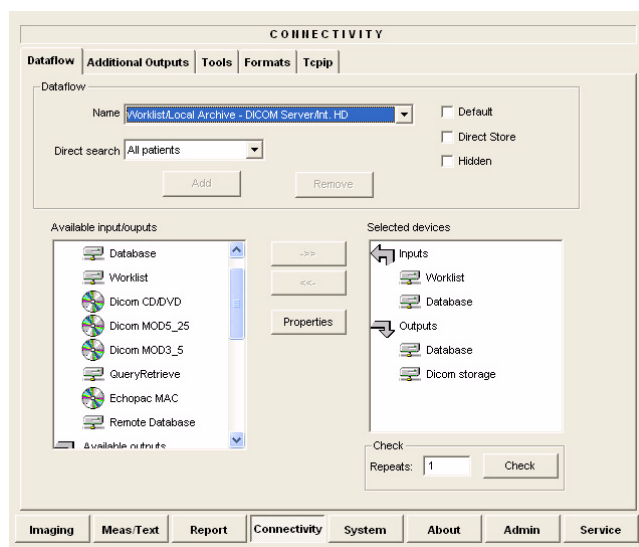 CONNECTIVITY
Dataflow Additional Outputs Tools Formats Tcpip
Dataflow
Name Worklist/Local Archive - DICOM Server/Int. HD Default
Direct Store
Direct search All patients
Hidden
Add Remove
Available input/ouputs Selected devices
Database ->> Inputs
Worklist <<- Worklist
Dicom CD/DVD Database
Dicom MOD5_25 Properties Outputs
Dicom MOD3_5 Database
QueryRetrieve Dicom storage
Echopac MAC
Remote Database
Available outputs Check
Repeats: 1 Check
Imaging Meas/Text Report Connectivity System About Admin Service